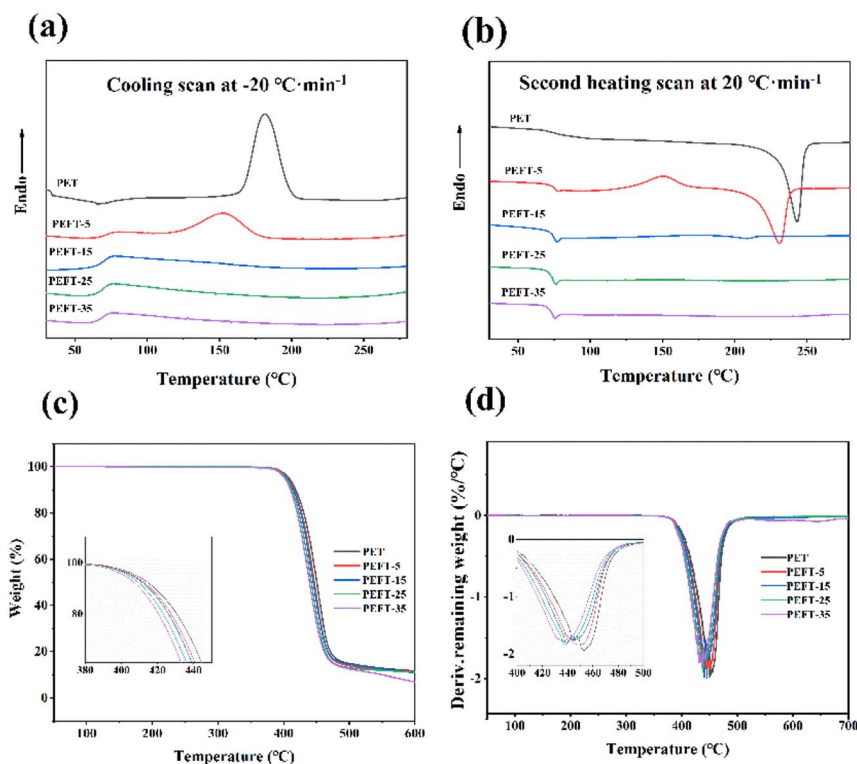 (a)
Cooling scan at -20 °C·min⁻¹
Endo
PET
PEFT-5
PEFT-15
PEFT-25
PEFT-35
50 100 150 200 250
Temperature (°C)
(b)
Second heating scan at 20 °C·min⁻¹
Endo
PET
PEFT-5
PEFT-15
PEFT-25
PEFT-35
50 100 150 200 250
Temperature (°C)
(c)
Weight (%)
100
80
60
40
20
0
100
80
380 400 420 440
PET
PEFT-5
PEFT-15
PEFT-25
PEFT-35
100 200 300 400 500 600
Temperature (°C)
(d)
Deriv.remaining weight (%/°C)
0
-1
-2
0
-1
-2
400 420 440 460 480 500
PET
PEFT-5
PEFT-15
PEFT-25
PEFT-35
100 200 300 400 500 600 700
Temperature (°C)